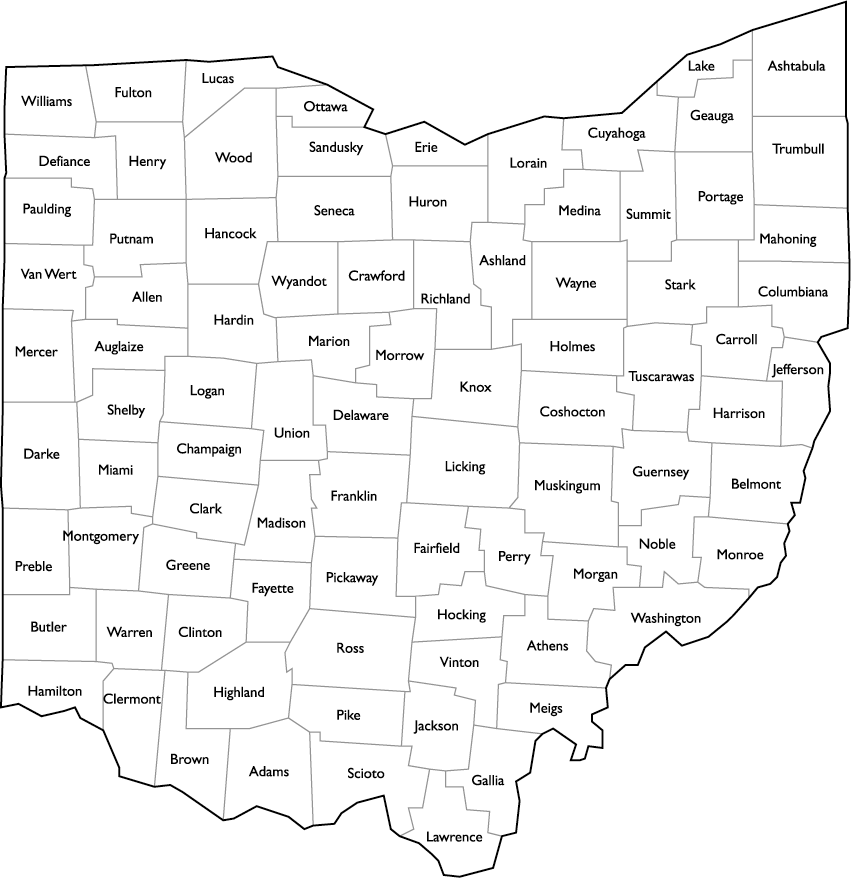 Lake
Ashtabula
Lucas
Fulton
Williams
Ottawa
Geauga
Cuyahoga
Sandusky
Erie
Trumbull
Wood
Defiance
Henry
Lorain
Portage
Huron
Seneca
Paulding
Medina
Summit
Hancock
Putnam
Mahoning
Ashland
Van Wert
Wyandot
Crawford
Wayne
Stark
Columbiana
Allen
Richland
Hardin
Marion
Carroll
Auglaize
Holmes
Mercer
Morrow
Jefferson
Tuscarawas
Knox
Logan
Shelby
Coshocton
Harrison
Delaware
Union
Champaign
Darke
Licking
Miami
Guernsey
Muskingum
Belmont
Franklin
Clark
Madison
Montgomery
Noble
Fairfield
Perry
Monroe
Preble
Greene
Morgan
Pickaway
Fayette
Hocking
Washington
Butler
Warren
Clinton
Ross
Athens
Vinton
Hamilton
Highland
Clermont
Meigs
Pike
Jackson
Brown
Adams
Scioto
Gallia
Lawrence